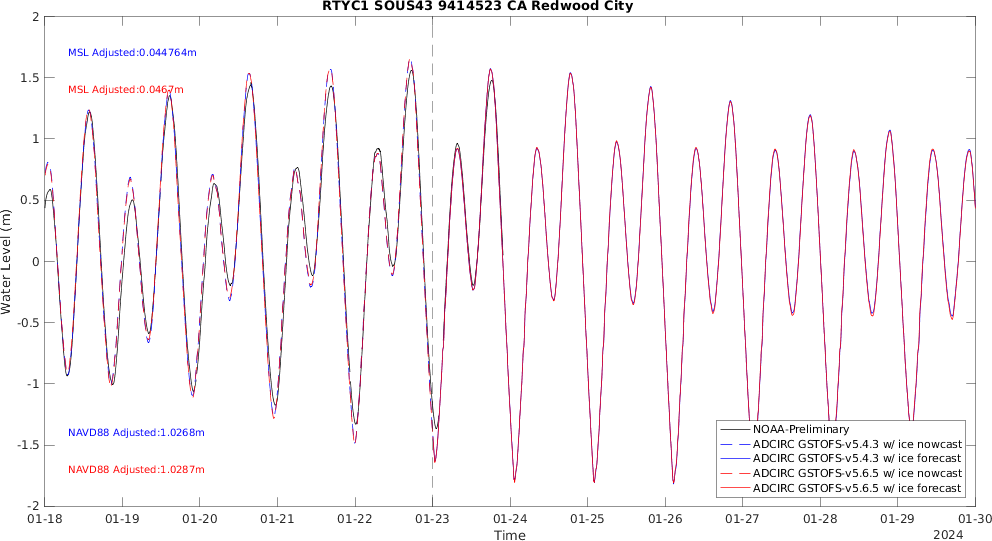 RTYC1 SOUS43 9414523 CA Redwood City
MSL Adjusted:0.044764m
MSL Adjusted:0.0467m
NAVD88 Adjusted:1.0268m
NAVD88 Adjusted:1.0287m
Water Level (m)
2
1.5
1
0.5
0
-0.5
-1
-1.5
-2
NOAA-Preliminary
ADCIRC GSTOFS-v5.4.3 w/ ice nowcast
ADCIRC GSTOFS-v5.4.3 w/ ice forecast
ADCIRC GSTOFS-v5.6.5 w/ ice nowcast
ADCIRC GSTOFS-v5.6.5 w/ ice forecast
01-18 01-19 01-20 01-21 01-22 01-23 01-24 01-25 01-26 01-27 01-28 01-29 01-30
Time
2024